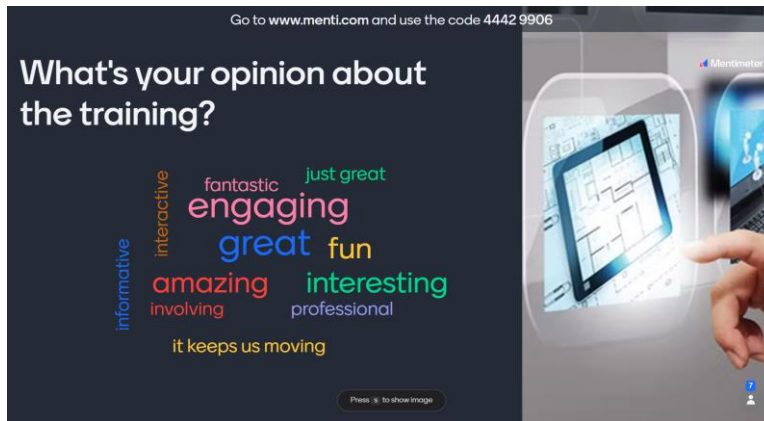 Go to www.menti.com and use the code 4442 9906
Mentimeter
What's your opinion about
the training?
just great
fantastic
interactive
engaging
great
fun
informative
amazing
interesting
involving
professional
it keeps us moving
Press s to show image
7